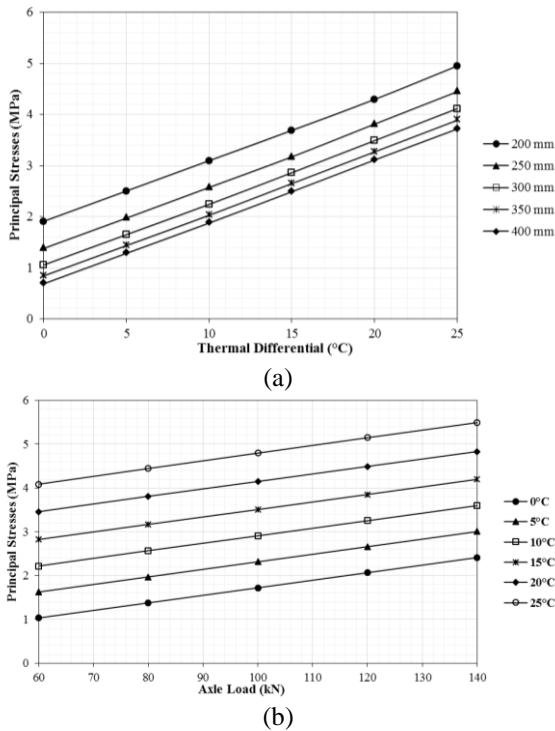 6
5
4
3
2
1
0
Principal Stresses (MPa)
0 5 10 15 20 25
Thermal Differential (°C)
200 mm
250 mm
300 mm
350 mm
400 mm
(a)
6
5
4
3
2
1
0
Principal Stresses (MPa)
60 70 80 90 100 110 120 130 140
Axle Load (kN)
0°C
5°C
10°C
15°C
20°C
25°C
(b)